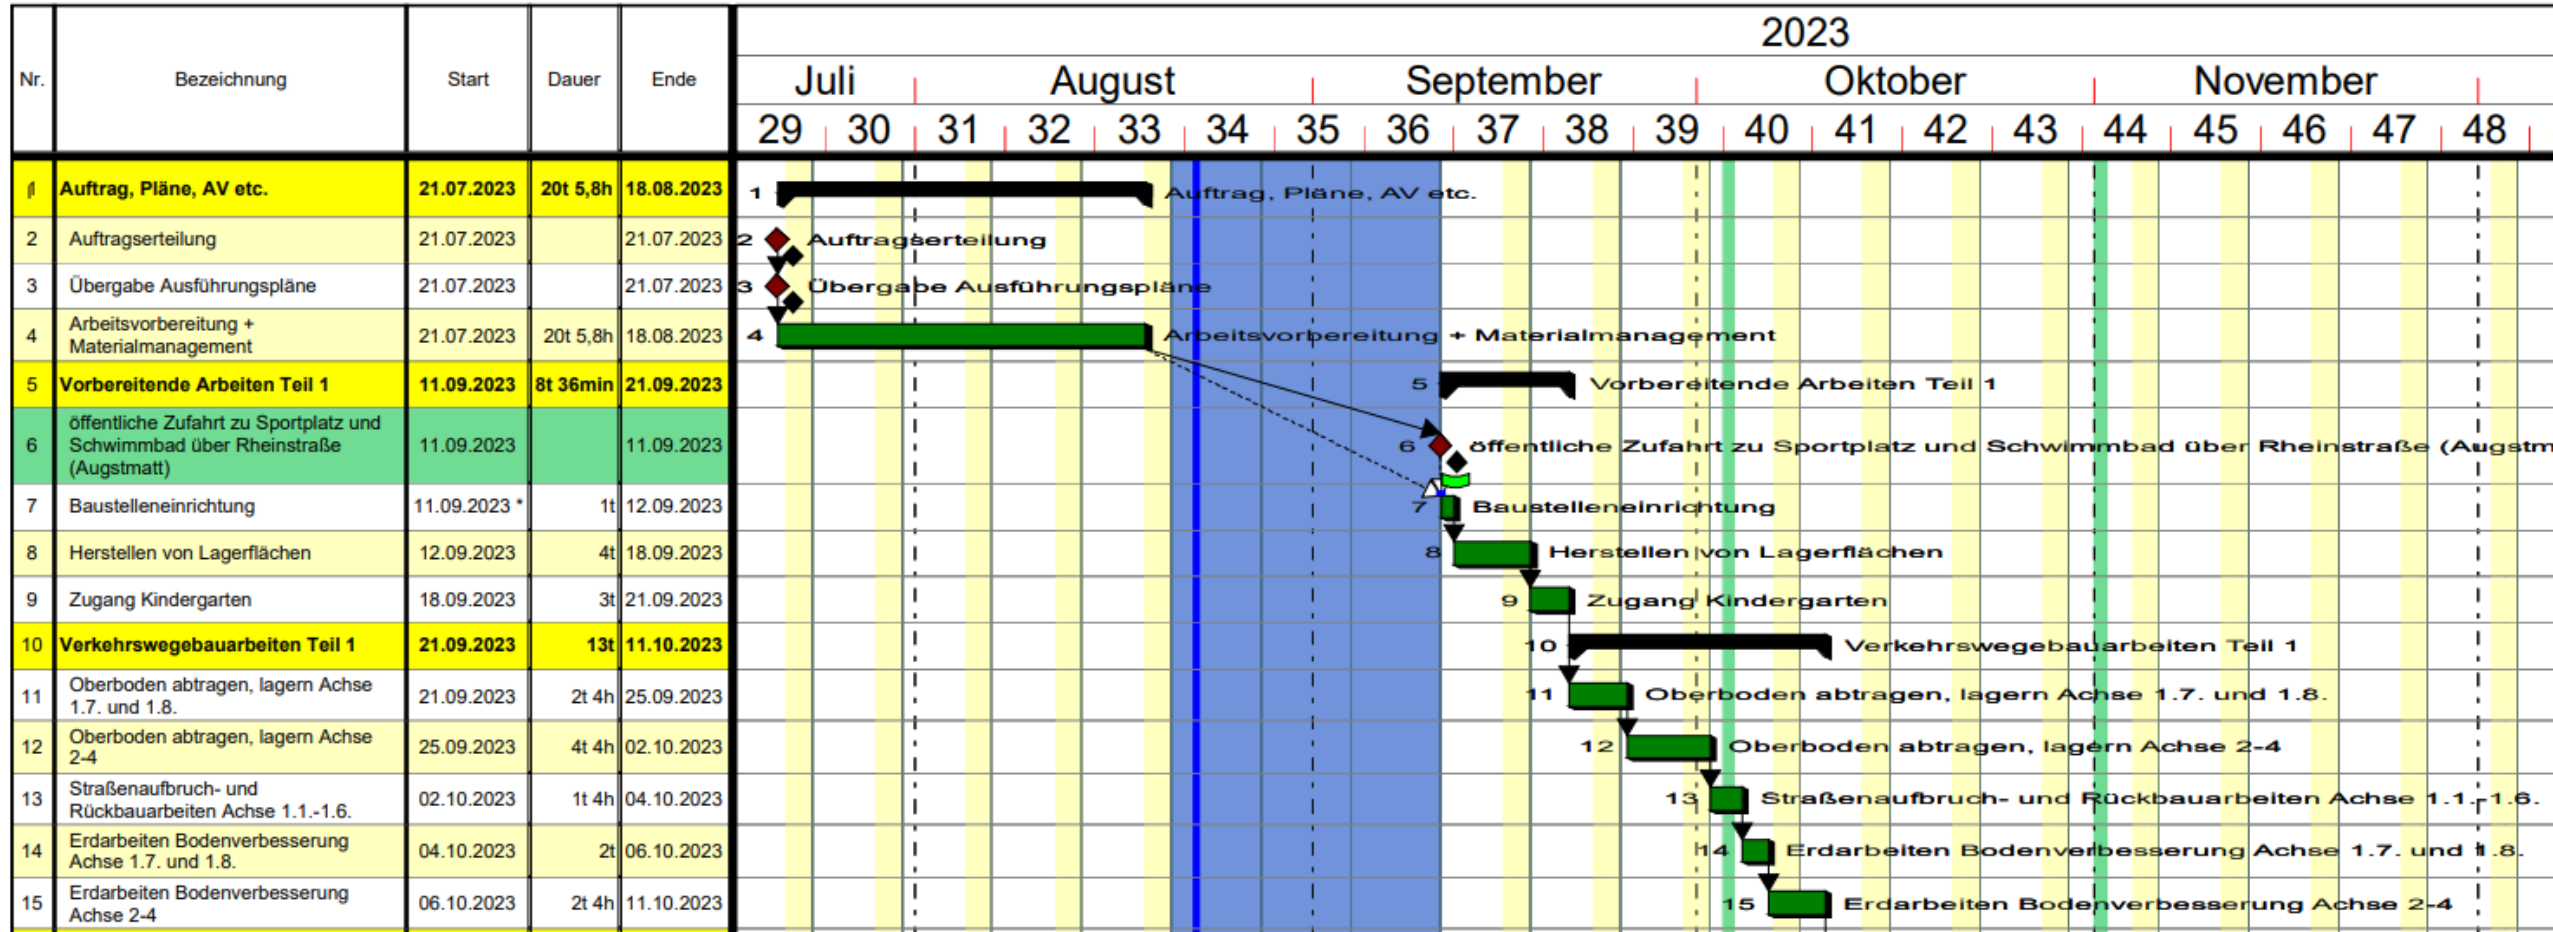 2023
Nr. Bezeichnung Start Dauer Ende Juli August September Oktober November
29 30 31 32 33 34 35 36 37 38 39 40 41 42 43 44 45 46 47 48
Auftrag, Pläne, AV etc. 21.07.2023 20t 5,8h 18.08.2023 1 Auftrag, Pläne, AV etc.
2 Auftragserteilung 21.07.2023 21.07.2023 2 Auftragserteilung
3 Übergabe Ausführungspläne 21.07.2023 21.07.2023 3 Übergabe Ausführungspläne
4 Arbeitsvorbereitung +
Materialmanagement 21.07.2023 20t 5,8h 18.08.2023 4 Arbeitsvorbereitung + Materialmanagement
5 Vorbereitende Arbeiten Teil 1 11.09.2023 8t 36min 21.09.2023 5 Vorbereitende Arbeiten Teil 1
6 öffentliche Zufahrt zu Sportplatz und
Schwimmbad über Rheinstraße
(Augstmatt) 11.09.2023 11.09.2023 6 öffentliche Zufahrt zu Sportplatz und Schwimmbad über Rheinstraße (Augstm
7 Baustelleneinrichtung 11.09.2023 * 1t 12.09.2023 7 Baustelleneinrichtung
8 Herstellen von Lagerflächen 12.09.2023 4t 18.09.2023 8 Herstellen von Lagerflächen
9 Zugang Kindergarten 18.09.2023 3t 21.09.2023 9 Zugang Kindergarten
10 Verkehrswegebauarbeiten Teil 1 21.09.2023 13t 11.10.2023 10 Verkehrswegebauarbeiten Teil 1
11 Oberboden abtragen, lagern Achse
1.7. und 1.8. 21.09.2023 2t 4h 25.09.2023 11 Oberboden abtragen, lagern Achse 1.7. und 1.8.
12 Oberboden abtragen, lagern Achse
2-4 25.09.2023 4t 4h 02.10.2023 12 Oberboden abtragen, lagern Achse 2-4
13 Straßenaufbruch- und
Rückbauarbeiten Achse 1.1.-1.6. 02.10.2023 1t 4h 04.10.2023 13 Straßenaufbruch- und Rückbauarbeiten Achse 1.1.-1.6.
14 Erdarbeiten Bodenverbesserung
Achse 1.7. und 1.8. 04.10.2023 2t 06.10.2023 14 Erdarbeiten Bodenverbesserung Achse 1.7. und 1.8.
15 Erdarbeiten Bodenverbesserung
Achse 2-4 06.10.2023 2t 4h 11.10.2023 15 Erdarbeiten Bodenverbesserung Achse 2-4